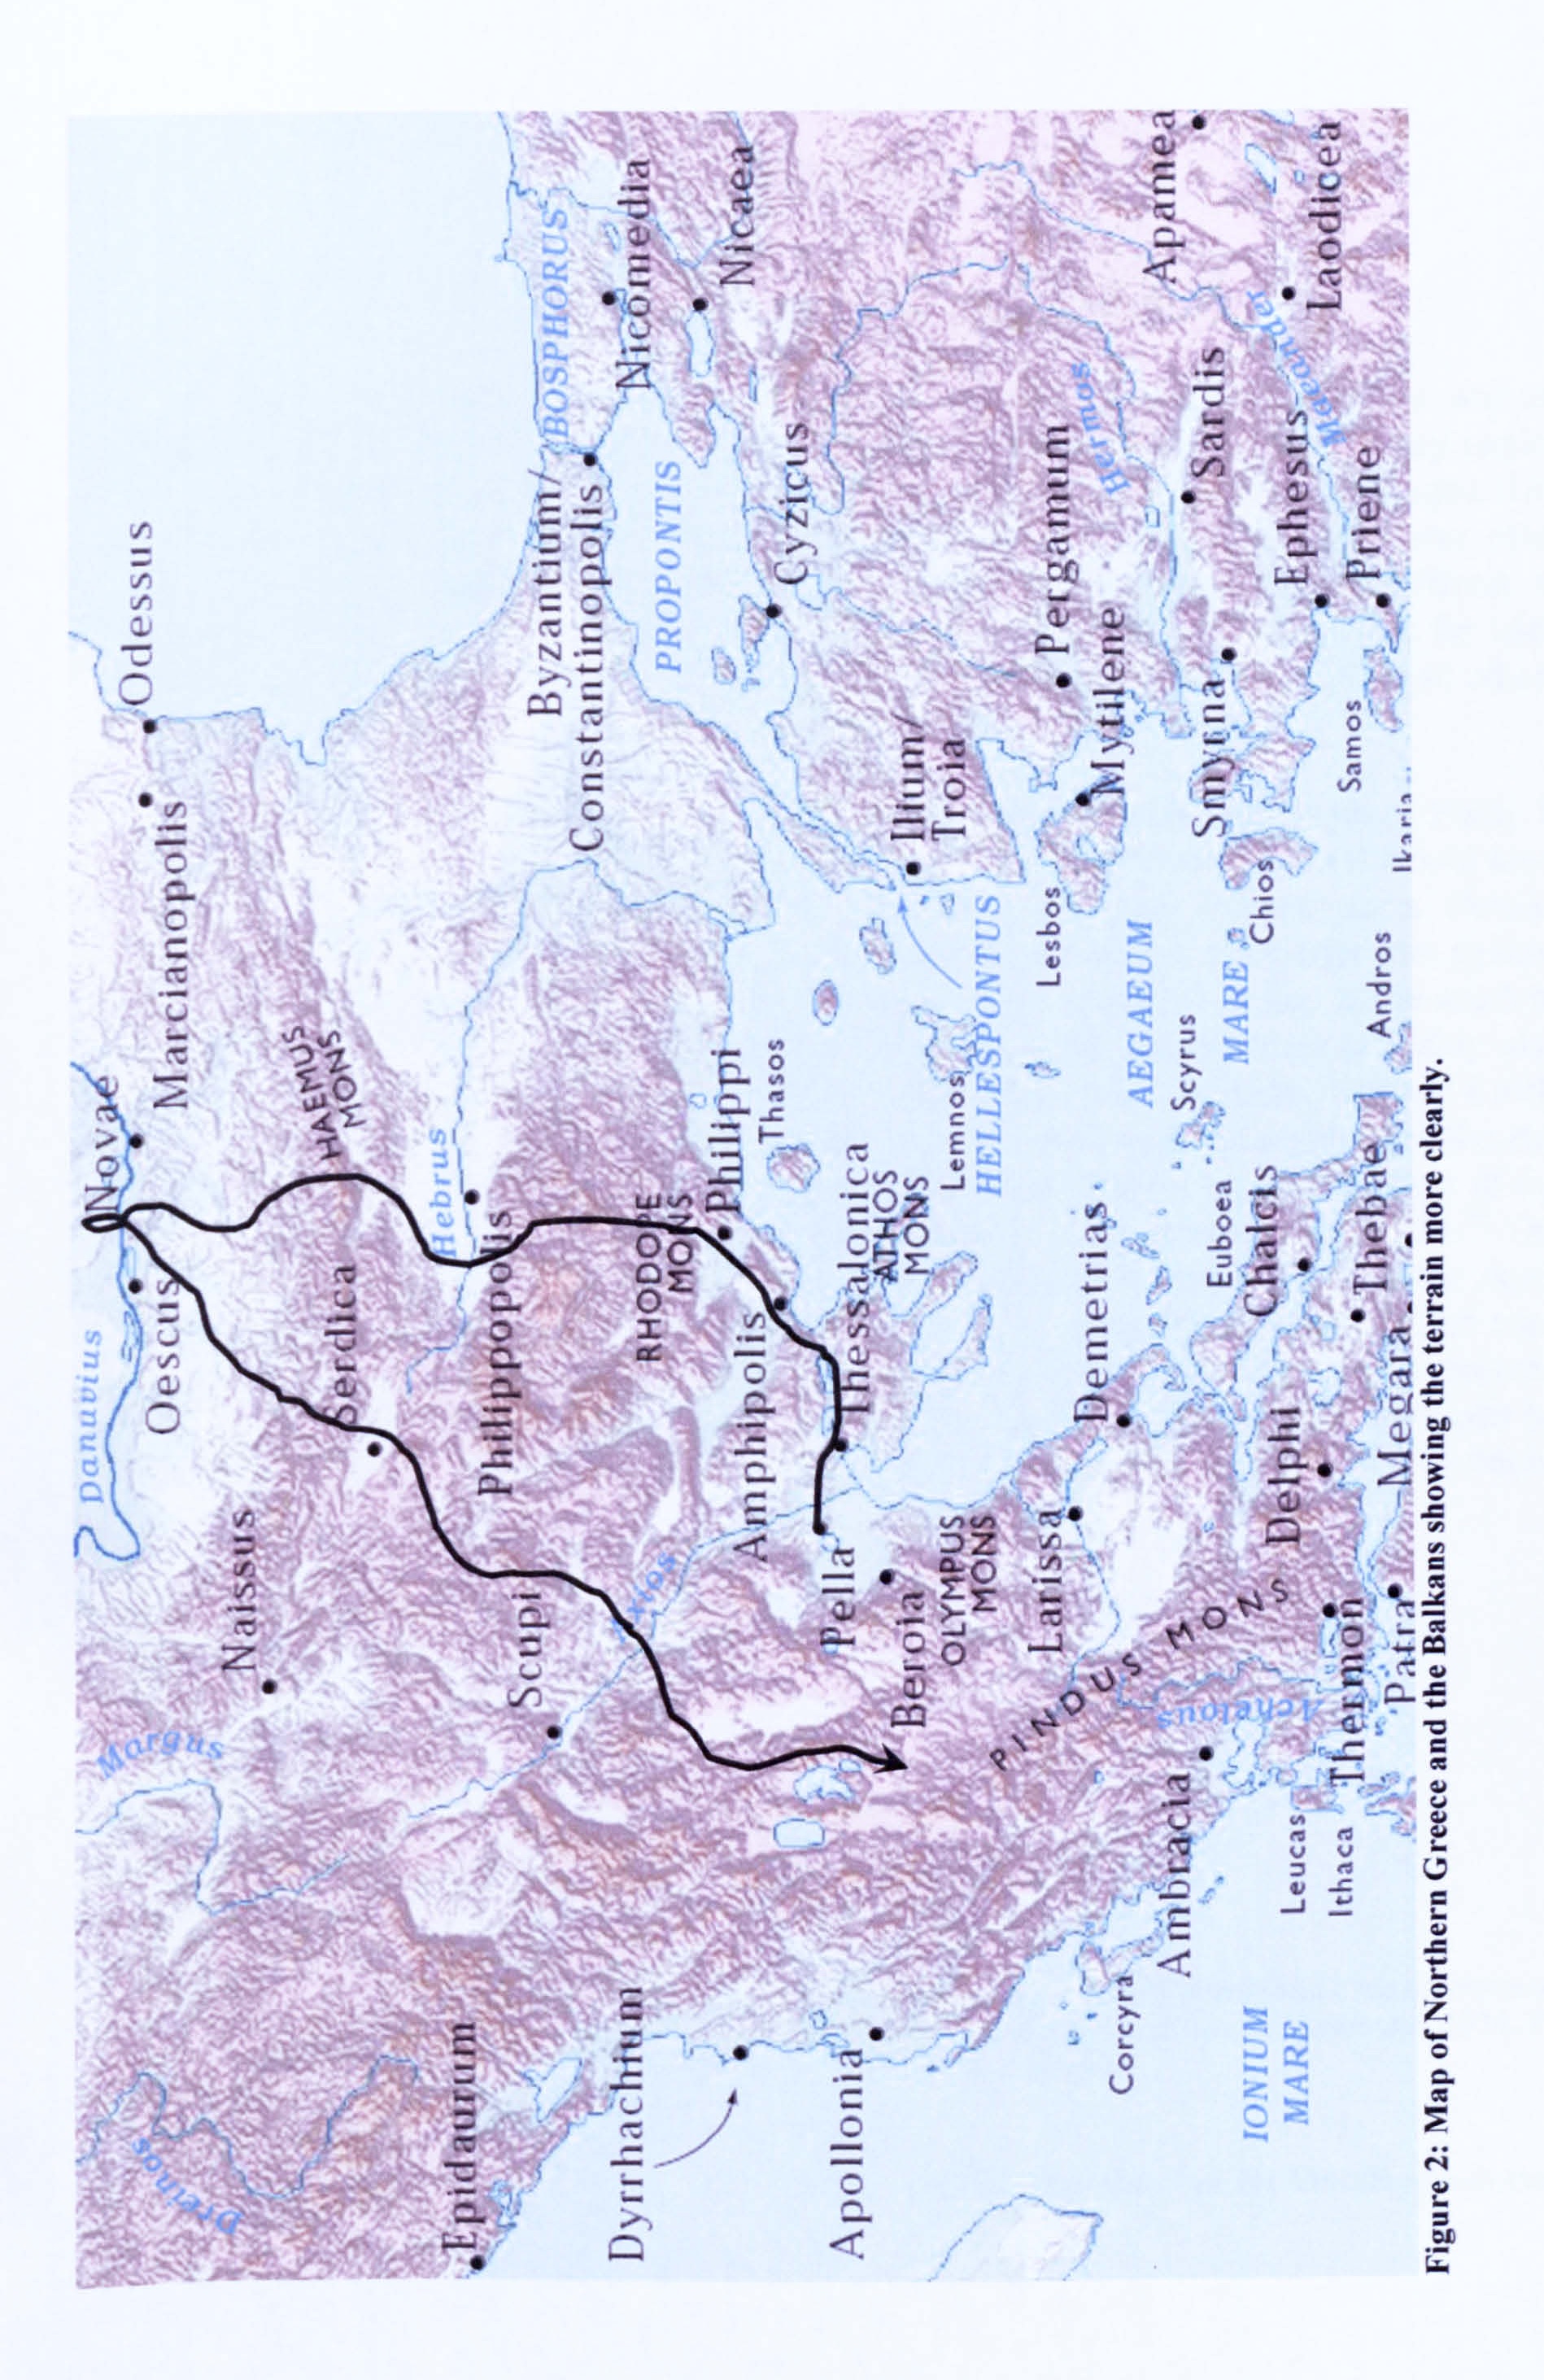 Danuvius
Novae
Oescus
Odessus
Marcianopolis
HAEMUS
MONS
Margus
Naissus
Serdica
Dreinos
Hebrus
Philippopolis
Scupi
Epidaurum
BOSPHORUS
Byzantium/
Constantinopolis
Nicomedia
Nicaea
PROPONTIS
RHODOPE
MONS
Philippi
Thasos
Amphipolis
Axios
Dyrrhachium
Cyzicus
Pella
Thessalonica
ATHOS
MONS
Apollonia
Beroia
OLYMPUS
MONS
Lemnos
HELLESPONTUS
Ilium/
Troia
Larissa
PINDUS MONS
Lesbos
Pergamum
Mytilene
Hermos
Demetrias
AEGAEUM
MARE
Scyrus
Corcyra
Ambracia
Achelous
Apamea
Sardis
Smyrna
Chios
Euboea
Chalcis
Delphi
Maeander
Ephesus
Laodicea
Priene
Samos
IONIUM
MARE
Leucas
Ithaca
Thermon
Patra
Megara
Thebae
Andros
Ikaria
Figure 2: Map of Northern Greece and the Balkans showing the terrain more clearly.